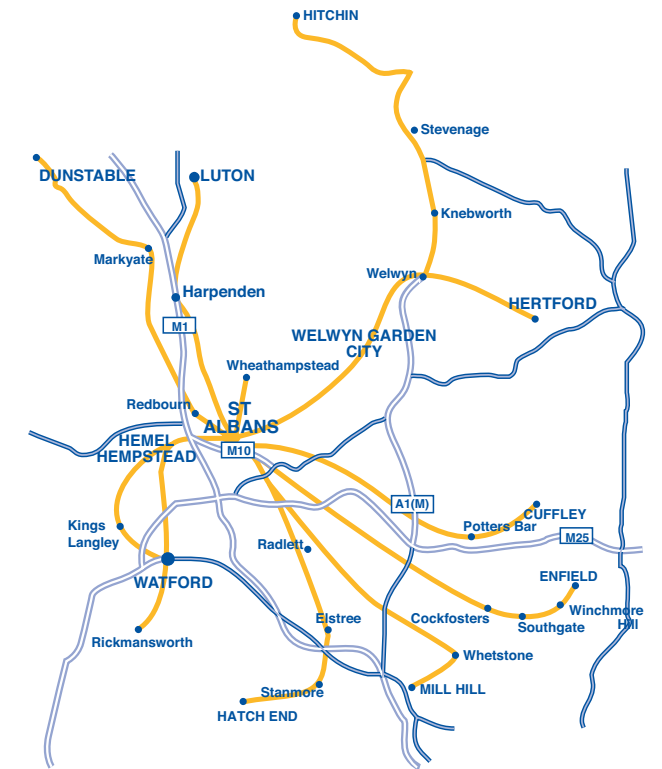 HITCHIN
Stevenage
DUNSTABLE
LUTON
Knebworth
Markyate
Welwyn
Harpenden
HERTFORD
M1
WELWYN GARDEN
CITY
Wheathampstead
Redbourn
ST
ALBANS
HEMEL
HEMPSTEAD
M10
A1(M)
CUFFLEY
Kings
Langley
Potters Bar
M25
Radlett
WATFORD
ENFIELD
Cockfosters
Winchmore
Hill
Southgate
Elstree
Rickmansworth
Whetstone
Stanmore
MILL HILL
HATCH END